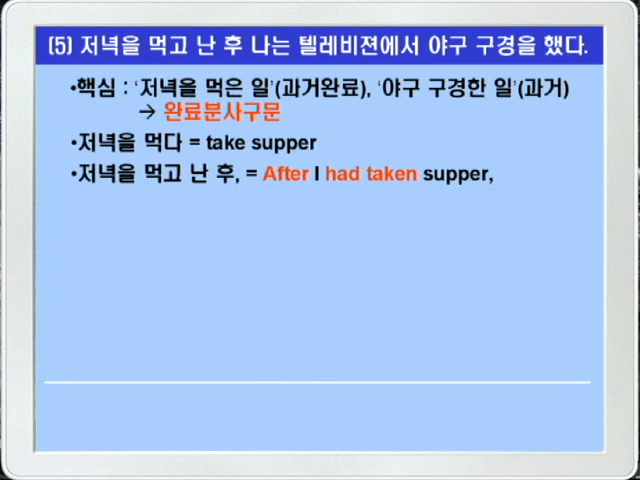 (5) 저녁을 먹고 난 후 나는 텔레비젼에서 야구 구경을 했다.
•핵심 : '저녁을 먹은 일'(과거완료), '야구 구경한 일'(과거)
→ 완료분사구문
•저녁을 먹다 = take supper
•저녁을 먹고 난 후, = After I had taken supper,